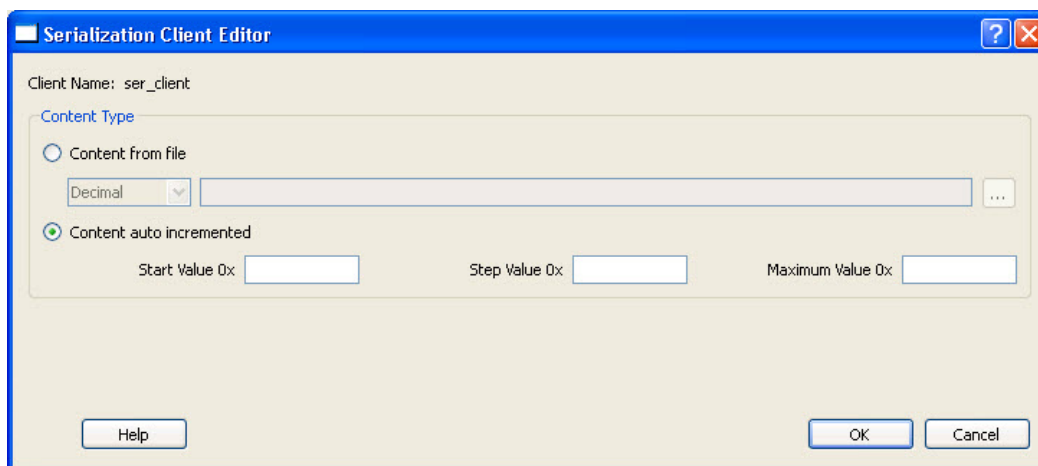 Serialization Client Editor
Client Name: ser_client
Content Type
Content from file
Decimal ...
Content auto incremented
Start Value 0x Step Value 0x Maximum Value 0x
Help OK Cancel